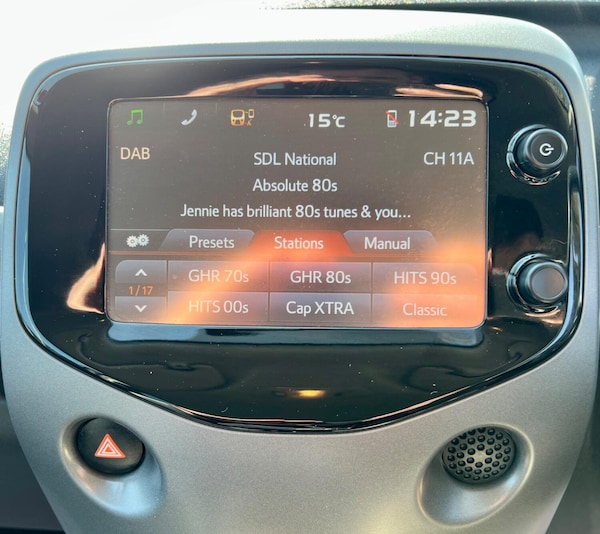 15°C
14:23
DAB
SDL National
CH 11A
Absolute 80s
Jennie has brilliant 80s tunes & you...
Presets
Stations
Manual
1/17
GHR 70s
GHR 80s
HITS 90s
HITS 00s
Cap XTRA
Classic